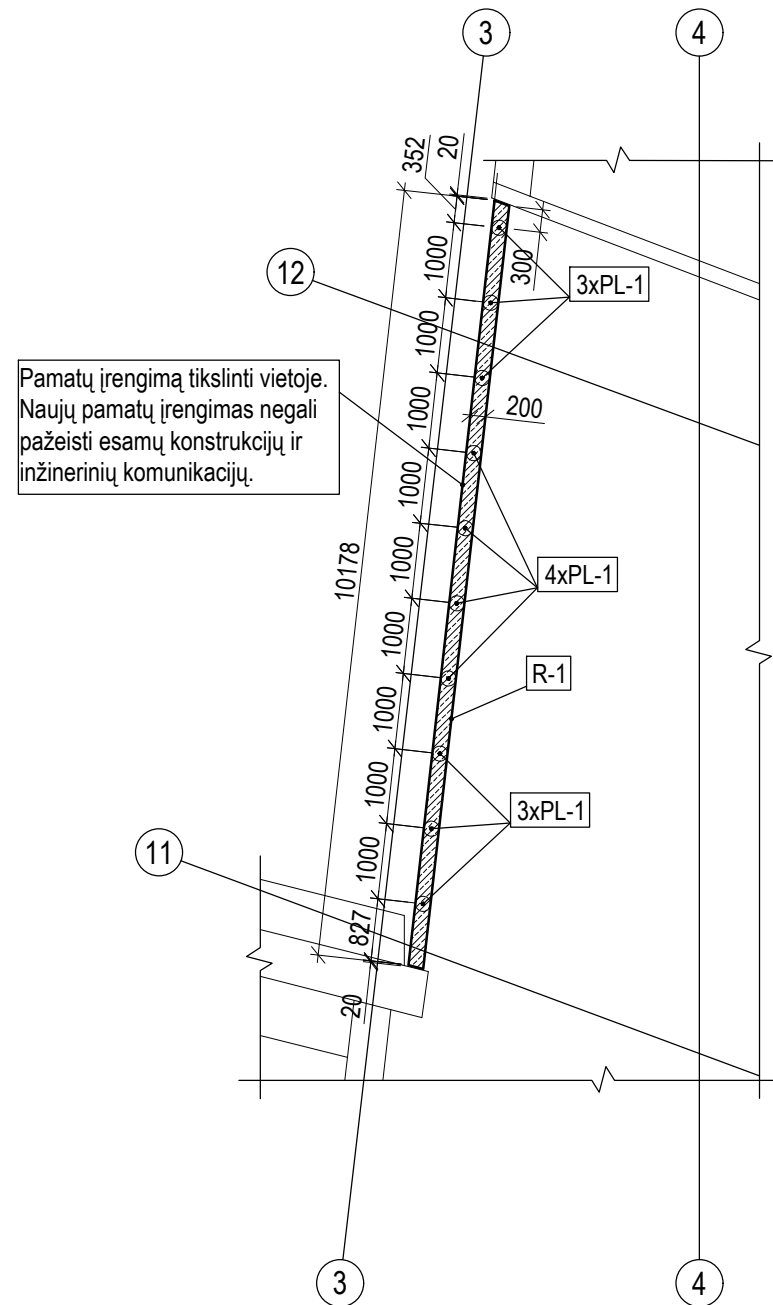 3
4
20
352
1000
300
12
3xPL-1
1000
Pamatų įrengimą tikslinti vietoje.
Naujų pamatų įrengimas negali
pažeisti esamų konstrukcijų ir
inžinerinių komunikacijų.
1000
200
1000
10178
1000
4xPL-1
1000
R-1
1000
1000
3xPL-1
11
1000
827
20
3
4